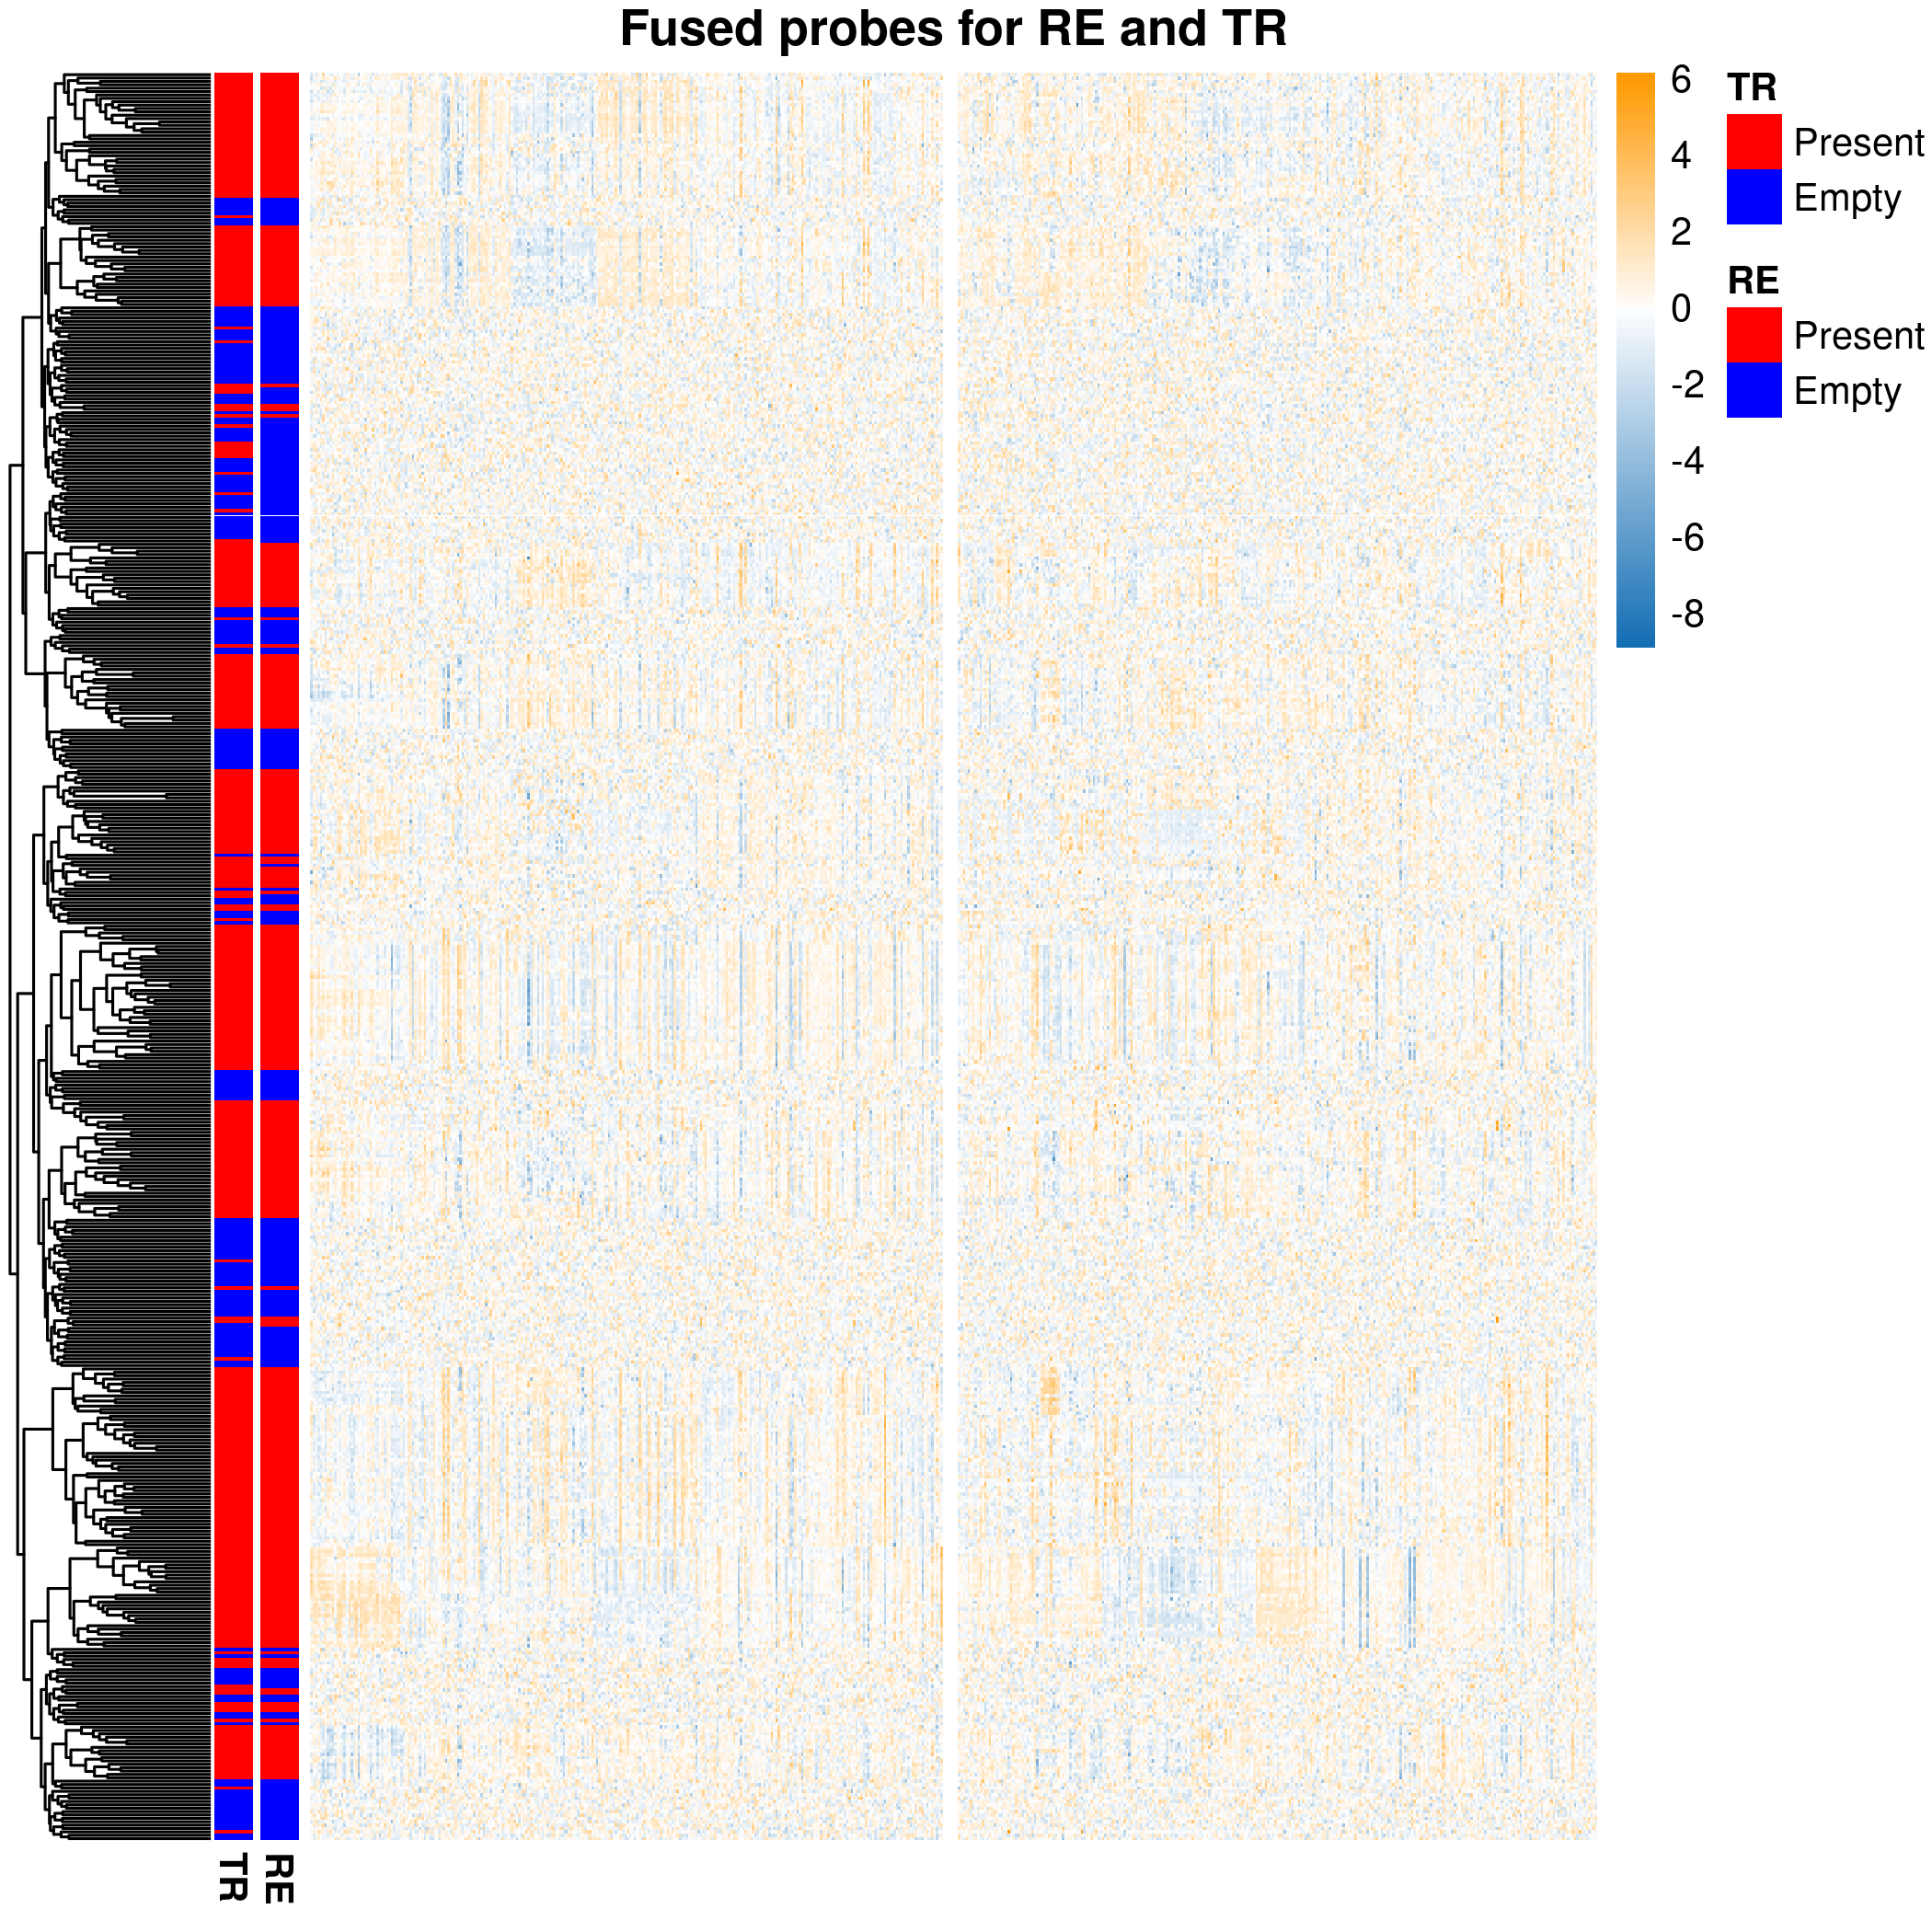 Fused probes for RE and TR
6
4
2
0
-2
-4
-6
-8
TR
Present
Empty
RE
Present
Empty
TR
RE